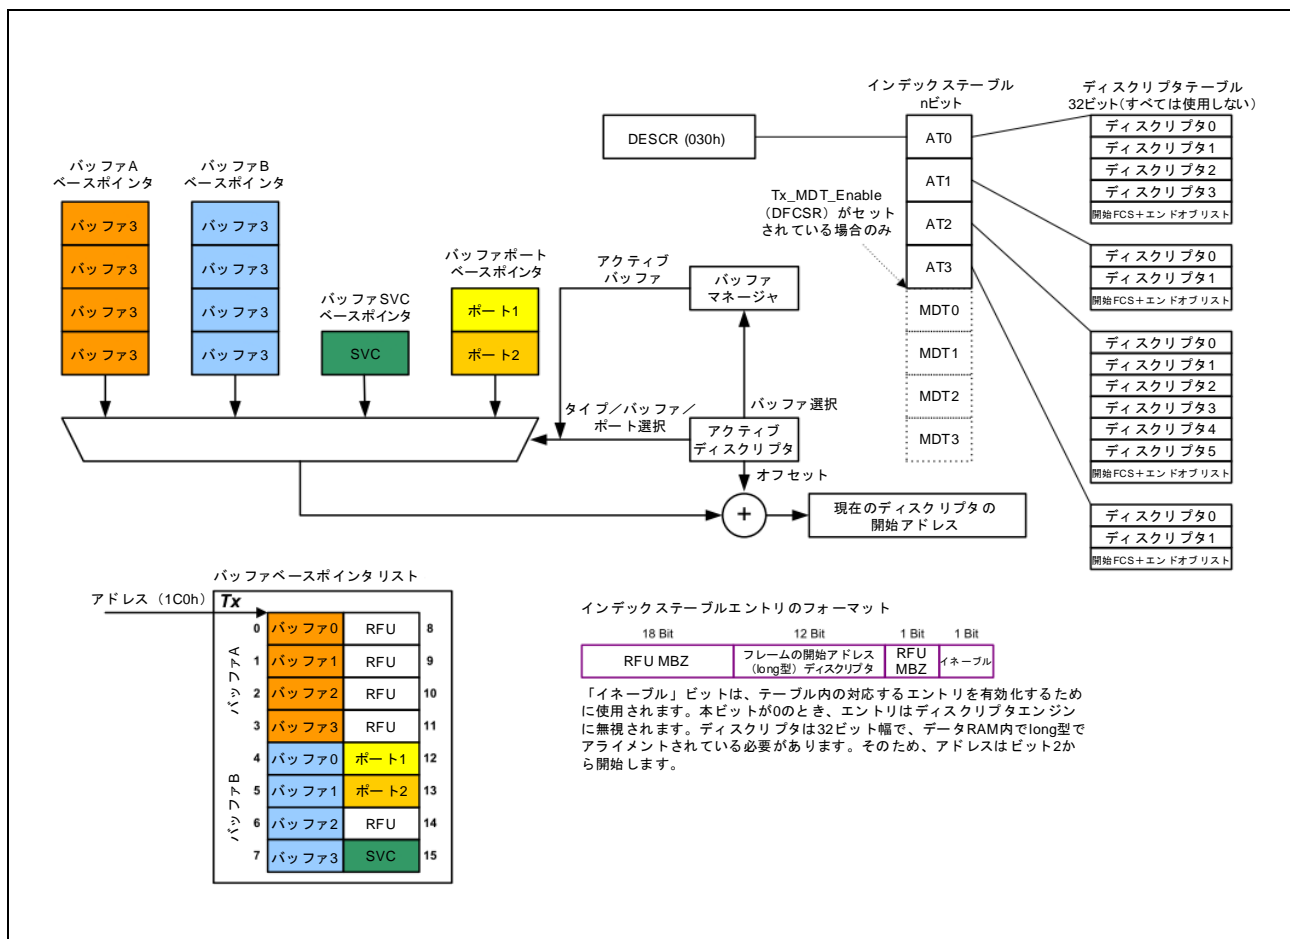 インデックステーブル
nビット
ディスクリプタテーブル
32ビット(すべては使用しない)
DESCR (030h)
AT0
AT1
AT2
AT3
MDT0
MDT1
MDT2
MDT3
Tx_MDT_Enable
(DFCSR) がセット
されている場合のみ
ディスクリプタ0
ディスクリプタ1
ディスクリプタ2
ディスクリプタ3
開始FCS+エンドオブリスト
ディスクリプタ0
ディスクリプタ1
開始FCS+エンドオブリスト
ディスクリプタ0
ディスクリプタ1
ディスクリプタ2
ディスクリプタ3
ディスクリプタ4
ディスクリプタ5
開始FCS+エンドオブリスト
ディスクリプタ0
ディスクリプタ1
開始FCS+エンドオブリスト
バッファA
ベースポインタ
バッファ3
バッファ3
バッファ3
バッファ3
バッファB
ベースポインタ
バッファ3
バッファ3
バッファ3
バッファ3
バッファSVC
ベースポインタ
SVC
バッファポート
ベースポインタ
ポート1
ポート2
アクティブ
バッファ
バッファ
マネージャ
バッファ選択
タイプ/バッファ/
ポート選択
アクティブ
ディスクリプタ
オフセット
+
現在のディスクリプタの
開始アドレス
バッファベースポインタリスト
アドレス (1C0h)
Tx
バッファA
バッファB
0 バッファ0 RFU 8
1 バッファ1 RFU 9
2 バッファ2 RFU 10
3 バッファ3 RFU 11
4 バッファ0 ポート1 12
5 バッファ1 ポート2 13
6 バッファ2 RFU 14
7 バッファ3 SVC 15
インデックステーブルエントリのフォーマット
18 Bit 12 Bit 1 Bit 1 Bit
RFU MBZ
フレームの開始アドレス
(long型) ディスクリプタ
RFU
MBZ
イネーブル
「イネーブル」ビットは、テーブル内の対応するエントリを有効化するため
に使用されます。本ビットが0のとき、エントリはディスクリプタエンジン
に無視されます。ディスクリプタは32ビット幅で、データRAM内でlong型で
アライメントされている必要があります。そのため、アドレスはビット2か
ら開始します。